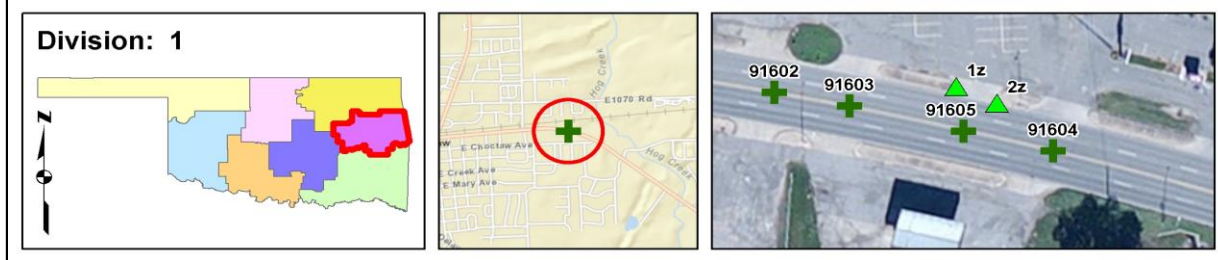 Division: 1
N
Hog Creek
E1070 Rd
E Choctaw Ave
Hog Creek
E Creek Ave
E Mary Ave
91602
91603
1z
2z
91605
91604